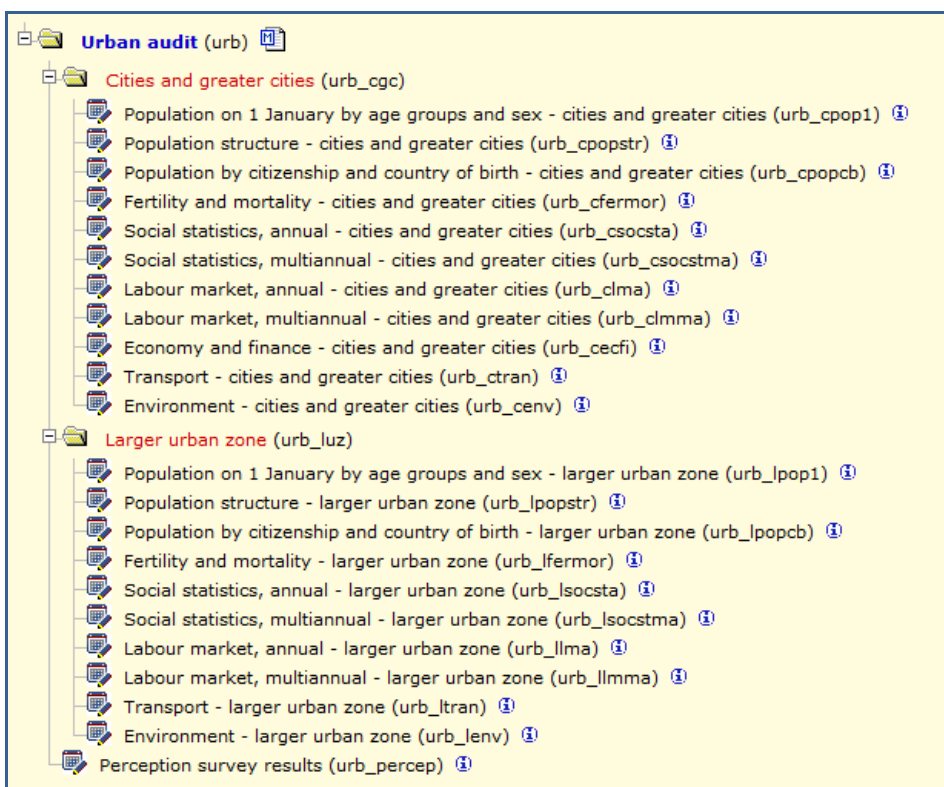 Urban audit (urb)
Cities and greater cities (urb_cgc)
Population on 1 January by age groups and sex - cities and greater cities (urb_cpop1)
Population structure - cities and greater cities (urb_cpopstr)
Population by citizenship and country of birth - cities and greater cities (urb_cpopcb)
Fertility and mortality - cities and greater cities (urb_cfermor)
Social statistics, annual - cities and greater cities (urb_csocsta)
Social statistics, multiannual - cities and greater cities (urb_csocstma)
Labour market, annual - cities and greater cities (urb_clma)
Labour market, multiannual - cities and greater cities (urb_clmma)
Economy and finance - cities and greater cities (urb_cecfi)
Transport - cities and greater cities (urb_ctran)
Environment - cities and greater cities (urb_cenv)
Larger urban zone (urb_luz)
Population on 1 January by age groups and sex - larger urban zone (urb_lpop1)
Population structure - larger urban zone (urb_lpopstr)
Population by citizenship and country of birth - larger urban zone (urb_lpopcb)
Fertility and mortality - larger urban zone (urb_lfermor)
Social statistics, annual - larger urban zone (urb_lsocsta)
Social statistics, multiannual - larger urban zone (urb_lsocstma)
Labour market, annual - larger urban zone (urb_llma)
Labour market, multiannual - larger urban zone (urb_llmma)
Transport - larger urban zone (urb_ltran)
Environment - larger urban zone (urb_lenv)
Perception survey results (urb_percep)